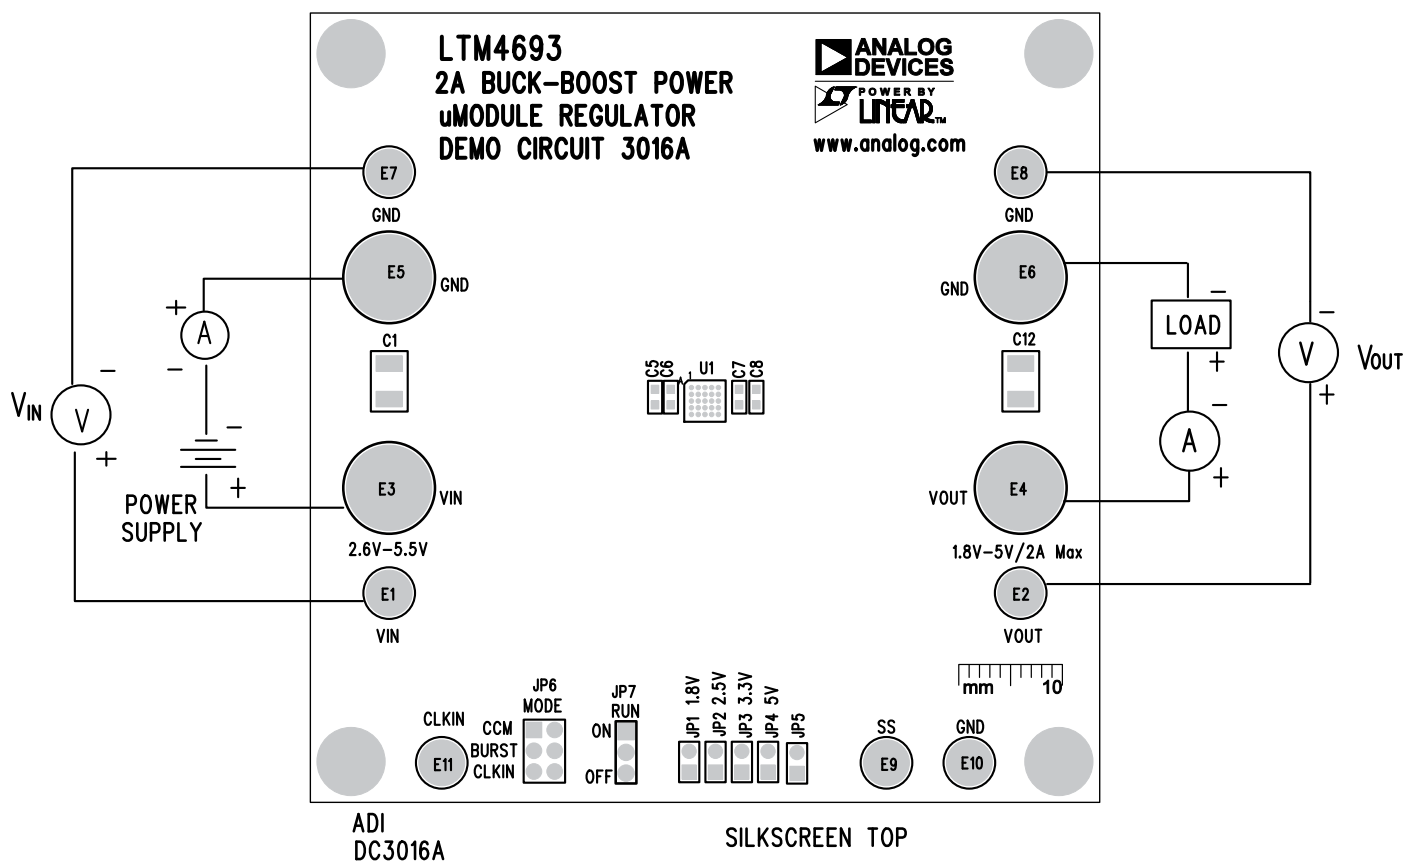 LTM4693
2A BUCK-BOOST POWER
uMODULE REGULATOR
DEMO CIRCUIT 3016A
ANALOG
DEVICES
POWER BY
LINEAR™
www.analog.com
E7
GND
E8
GND
E5
GND
E6
GND
+
A
-
-
+
POWER
SUPPLY
-
VIN
V
+
C1
C5
C6
A
1
U1
C7
C8
C12
-
LOAD
+
-
A
+
-
V
VOUT
+
E3
VIN
2.6V-5.5V
E1
VIN
VOUT
E4
1.8V-5V/2A Max
E2
VOUT
mm 10
CLKIN
E11
JP6
MODE
CCM
BURST
CLKIN
JP7
RUN
ON
OFF
JP1 1.8V
JP2 2.5V
JP3 3.3V
JP4 5V
JP5
SS
E9
GND
E10
ADI
DC3016A
SILKSCREEN TOP